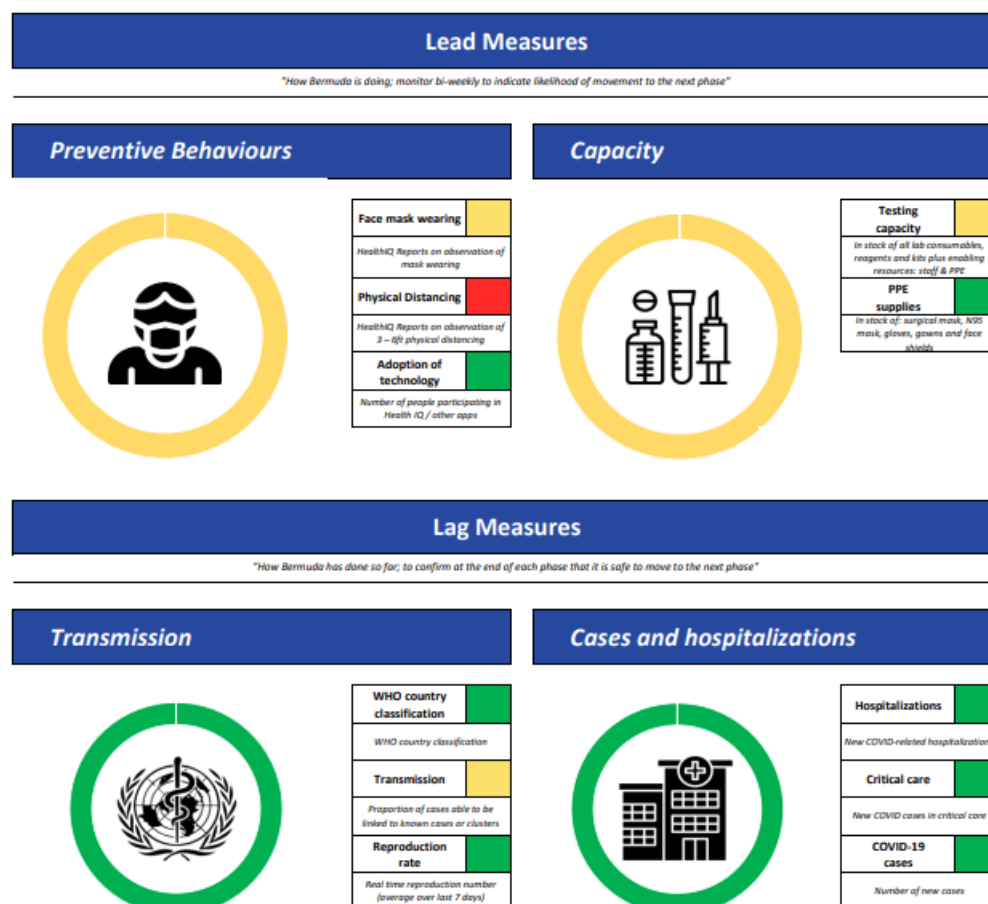 Lead Measures
"How Bermuda is doing; monitor bi-weekly to indicate likelihood of movement to the next phase"
Preventive Behaviours
Face mask wearing
HealthIQ Reports on observation of
mask wearing
Physical Distancing
HealthIQ Reports on observation of
3 – 6ft physical distancing
Adoption of
technology
Number of people participating in
Health IQ / other apps
Capacity
Testing
capacity
In stock of all lab consumables,
reagents and kits plus enabling
resources: staff & PPE
PPE
supplies
In stock of: surgical mask, N95
mask, gloves, gowns and face
shields
Lag Measures
"How Bermuda has done so far; to confirm at the end of each phase that it is safe to move to the next phase"
Transmission
WHO country
classification
WHO country classification
Transmission
Proportion of cases able to be
linked to known cases or clusters
Reproduction
rate
Real time reproduction number
(average over last 7 days)
Cases and hospitalizations
Hospitalizations
New COVID-related hospitalization
Critical care
New COVID cases in critical care
COVID-19
cases
Number of new cases